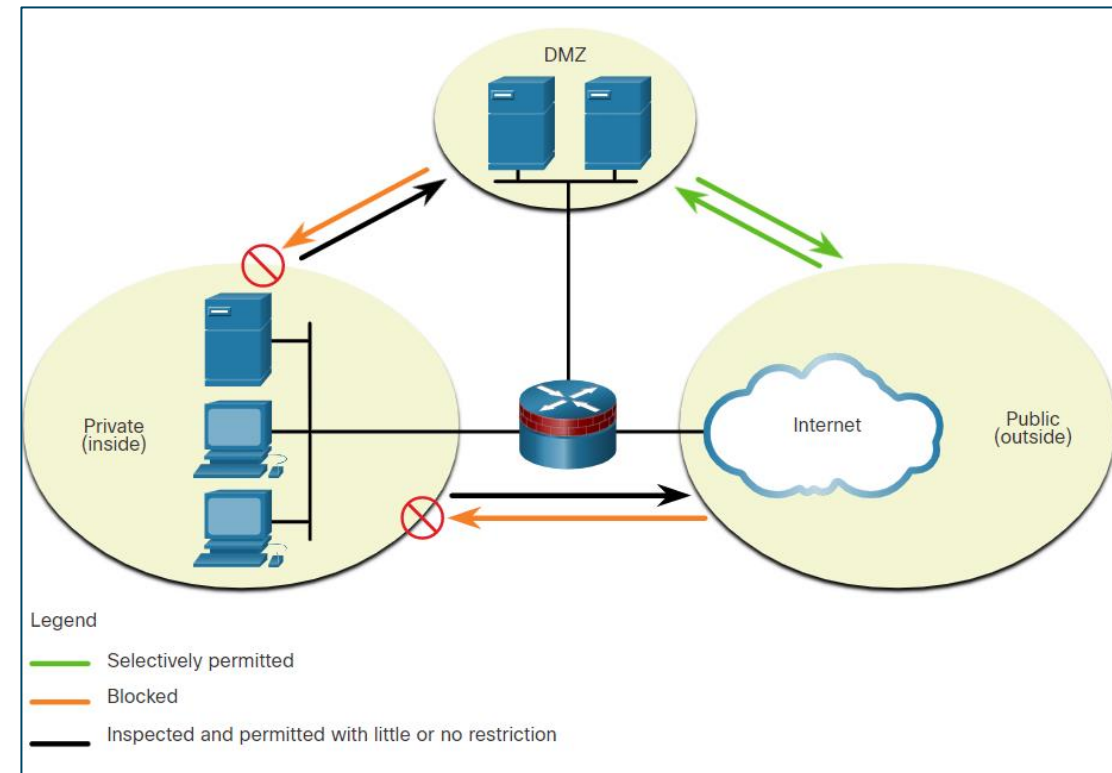 DMZ
Private
(inside)
Internet
Public
(outside)
Legend
Selectively permitted
Blocked
Inspected and permitted with little or no restriction